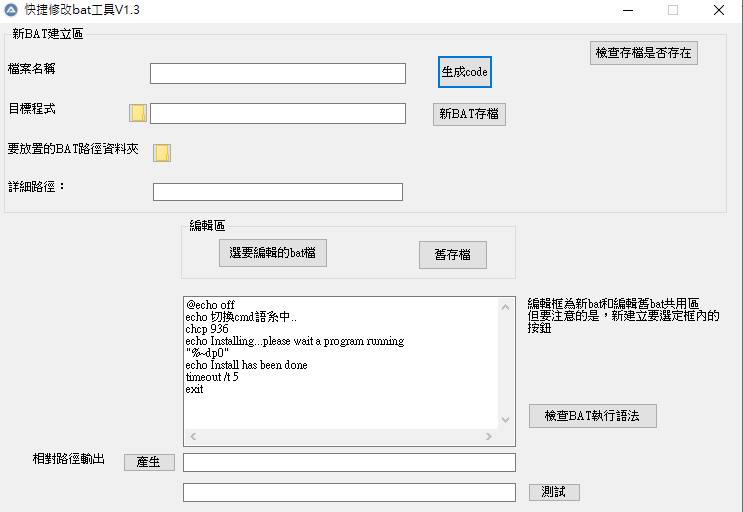 快捷修改bat工具V1.3
新BAT建立區
檢查存檔是否存在
檔案名稱
生成code
目標程式
新BAT存檔
要放置的BAT路徑資料夾
詳細路徑：
編輯區
選要編輯的bat檔
舊存檔
@echo off
echo 切換cmd語系中..
chcp 936
echo Installing...please wait a program running
"%~dp0"
echo Install has been done
timeout /t 5
exit
編輯框為新bat和編輯舊bat共用區
但要注意的是，新建立要選定框內的
按鈕
檢查BAT執行語法
相對路徑輸出
產生
測試